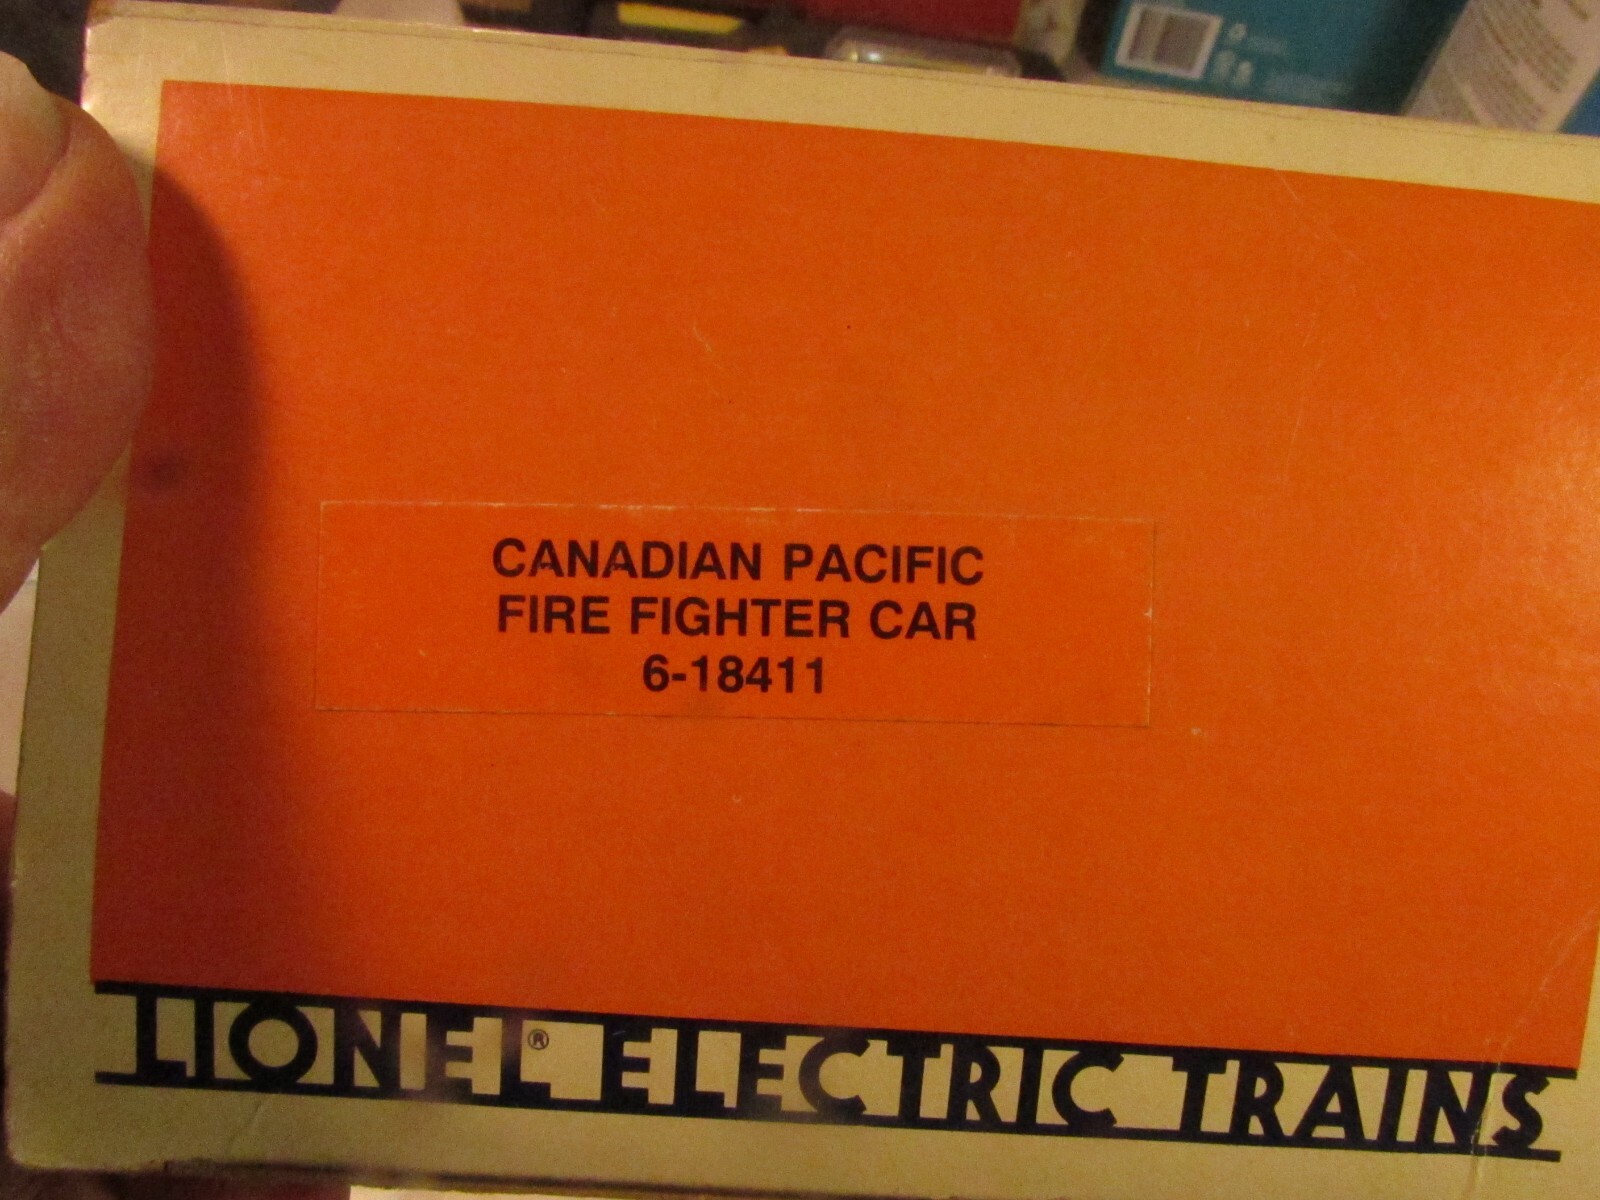 CANADIAN PACIFIC
FIRE FIGHTER CAR
6-18411
LIONEL® ELECTRIC TRAINS